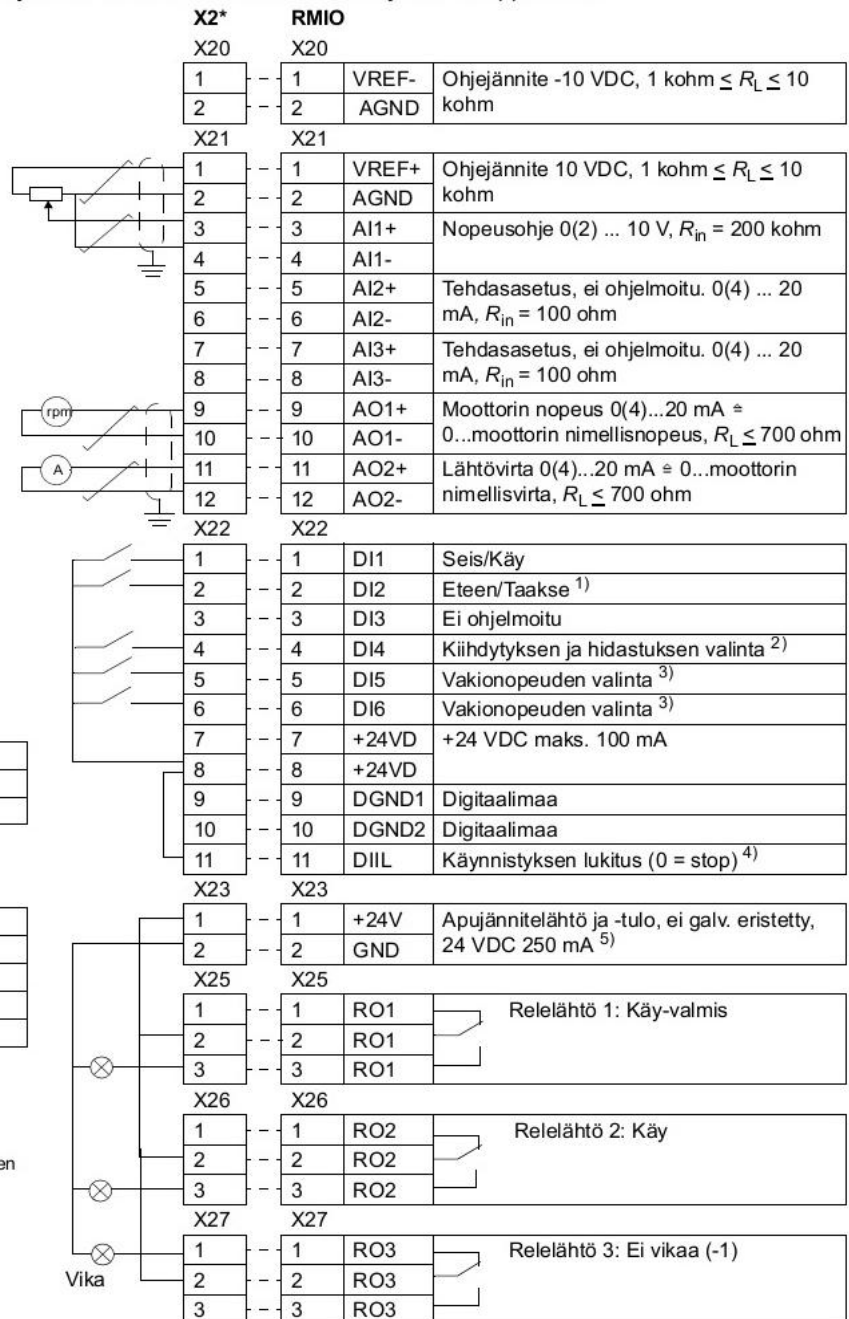 X2* RMIO
X20 X20
1 1 VREF- Ohjejännite -10 VDC, 1 kohm ≤ RL ≤ 10
2 2 AGND kohm
X21 X21
1 1 VREF+ Ohjejännite 10 VDC, 1 kohm ≤ RL ≤ 10
2 2 AGND kohm
3 3 AI1+ Nopeusohje 0(2) ... 10 V, Rin = 200 kohm
4 4 AI1-
5 5 AI2+ Tehdasasetus, ei ohjelmoitu. 0(4) ... 20
6 6 AI2- mA, Rin = 100 ohm
7 7 AI3+ Tehdasasetus, ei ohjelmoitu. 0(4) ... 20
8 8 AI3- mA, Rin = 100 ohm
rpm 9 9 AO1+ Moottorin nopeus 0(4)...20 mA ≙
10 10 AO1- 0...moottorin nimellisnopeus, RL ≤ 700 ohm
A 11 11 AO2+ Lähtövirta 0(4)...20 mA ≙ 0...moottorin
12 12 AO2- nimellisvirta, RL ≤ 700 ohm
X22 X22
1 1 DI1 Seis/Käy
2 2 DI2 Eteen/Taakse 1)
3 3 DI3 Ei ohjelmoitu
4 4 DI4 Kiihdytyksen ja hidastuksen valinta 2)
5 5 DI5 Vakionopeuden valinta 3)
6 6 DI6 Vakionopeuden valinta 3)
7 7 +24VD +24 VDC maks. 100 mA
8 8 +24VD
9 9 DGND1 Digitaalimaa
10 10 DGND2 Digitaalimaa
11 11 DIIL Käynnistyksen lukitus (0 = stop) 4)
X23 X23
1 1 +24V Apujännitelähtö ja -tulo, ei galv. eristetty,
2 2 GND 24 VDC 250 mA 5)
X25 X25
1 1 RO1 Relelähtö 1: Käy-valmis
2 2 RO1
3 3 RO1
X26 X26
1 1 RO2 Relelähtö 2: Käy
en 2 2 RO2
3 3 RO2
X27 X27
1 1 RO3 Relelähtö 3: Ei vikaa (-1)
Vika 2 2 RO3
3 3 RO3